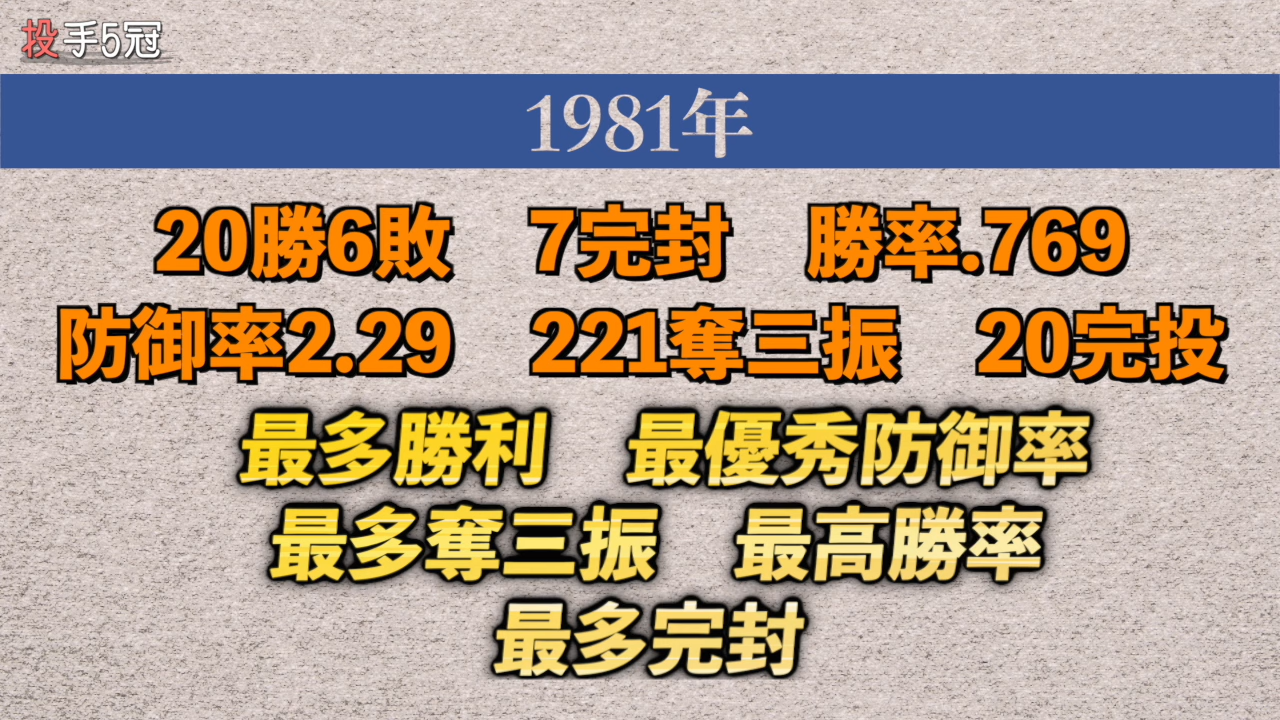 投手5冠
1981年
20勝6敗 7完封 勝率.769
防御率2.29 221奪三振 20完投
最多勝利 最優秀防御率
最多奪三振 最高勝率
最多完封